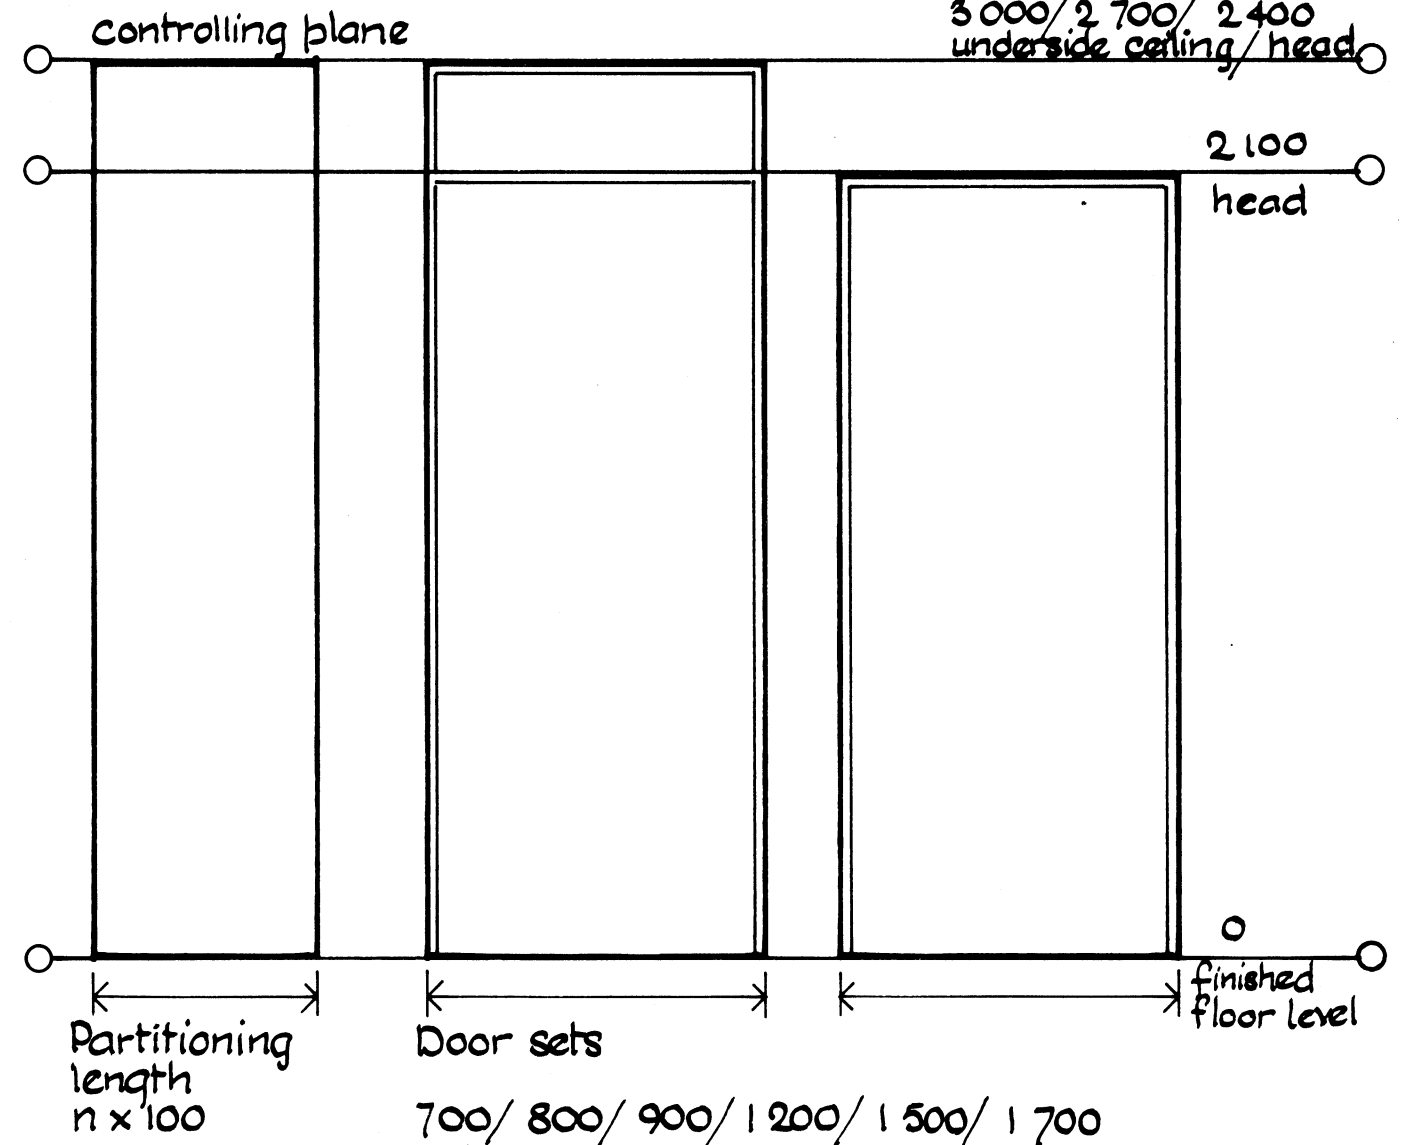 controlling plane
3 000/ 2 700/ 2 400
underside ceiling/head
2 100
head
0
finished
floor level
Partitioning
length
n x 100
Door sets
700/ 800/ 900/ 1 200/ 1 500/ 1 700